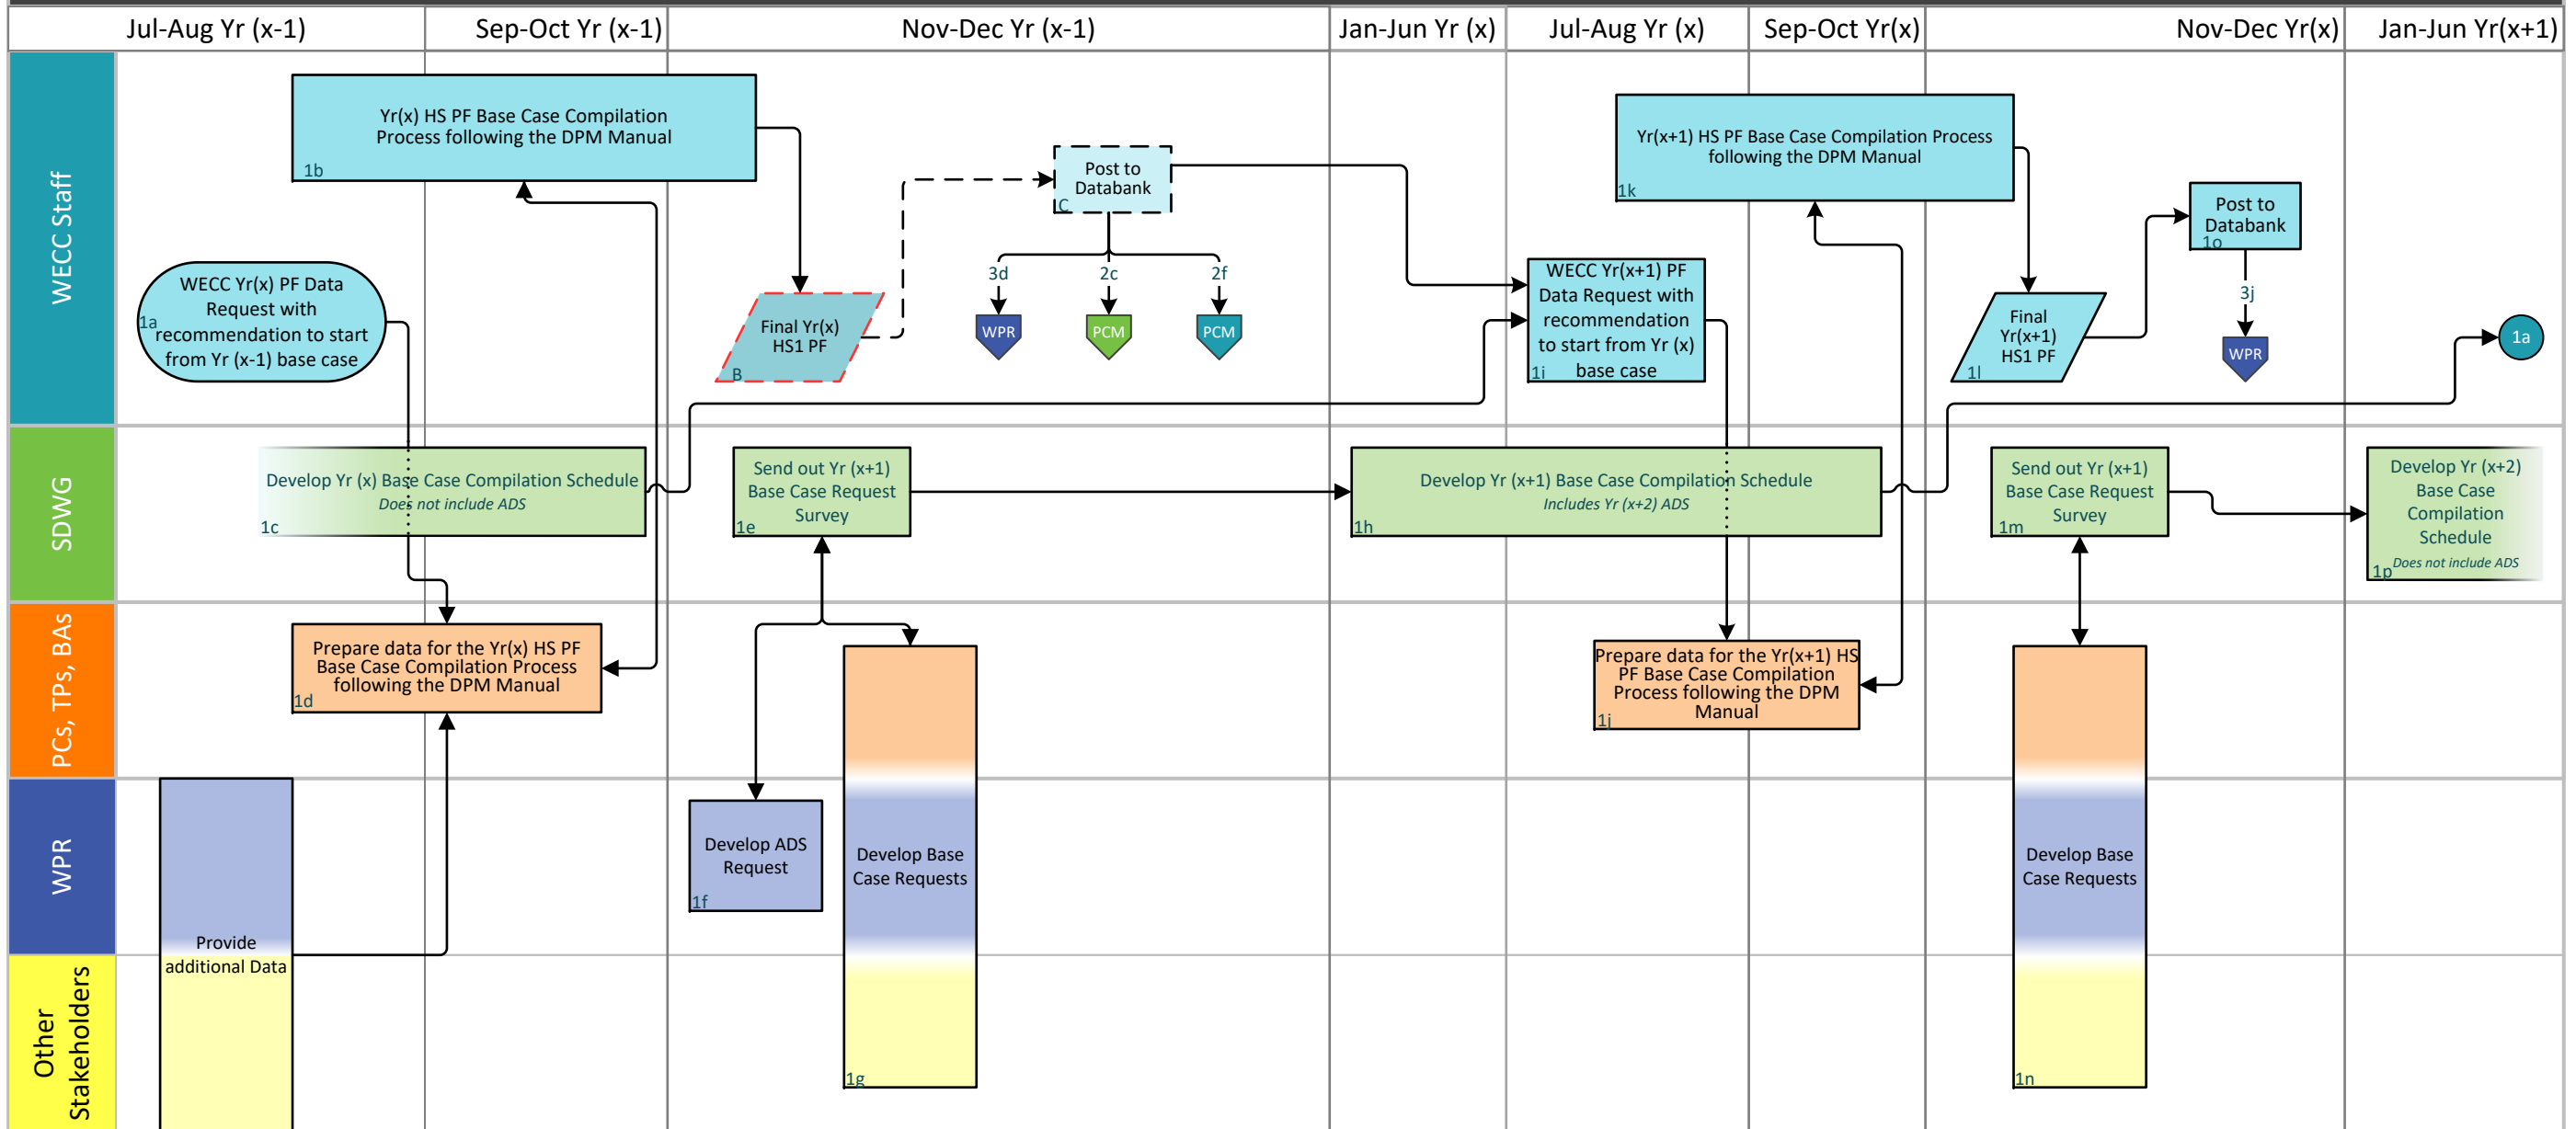 Jul-Aug Yr (x-1)
Sep-Oct Yr (x-1)
Nov-Dec Yr (x-1)
Jan-Jun Yr (x)
Jul-Aug Yr (x)
Sep-Oct Yr(x)
Nov-Dec Yr(x)
Jan-Jun Yr(x+1)
WECC Staff
WECC Yr(x) PF Data
Request with
recommendation to start
from Yr (x-1) base case
1a
Yr(x) HS PF Base Case Compilation
Process following the DPM Manual
1b
Final Yr(x)
HS1 PF
B
Post to
Databank
C
3d
2c
2f
WPR
PCM
PCM
WECC Yr(x+1) PF
Data Request with
recommendation
to start from Yr (x)
base case
1i
Yr(x+1) HS PF Base Case Compilation Process
following the DPM Manual
1k
Final
Yr(x+1)
HS1 PF
1l
Post to
Databank
1o
3j
WPR
1a
SDWG
Develop Yr (x) Base Case Compilation Schedule
Does not include ADS
1c
Send out Yr (x+1)
Base Case Request
Survey
1e
Develop Yr (x+1) Base Case Compilation Schedule
Includes Yr (x+2) ADS
1h
Send out Yr (x+1)
Base Case Request
Survey
1m
Develop Yr (x+2)
Base Case
Compilation
Schedule
Does not include ADS
1p
PCs, TPs, BAs
Prepare data for the Yr(x) HS PF
Base Case Compilation Process
following the DPM Manual
1d
Prepare data for the Yr(x+1) HS
PF Base Case Compilation
Process following the DPM
Manual
1j
WPR
Develop ADS
Request
1f
Develop Base
Case Requests
1g
Develop Base
Case Requests
1n
Provide
additional Data
Other
Stakeholders